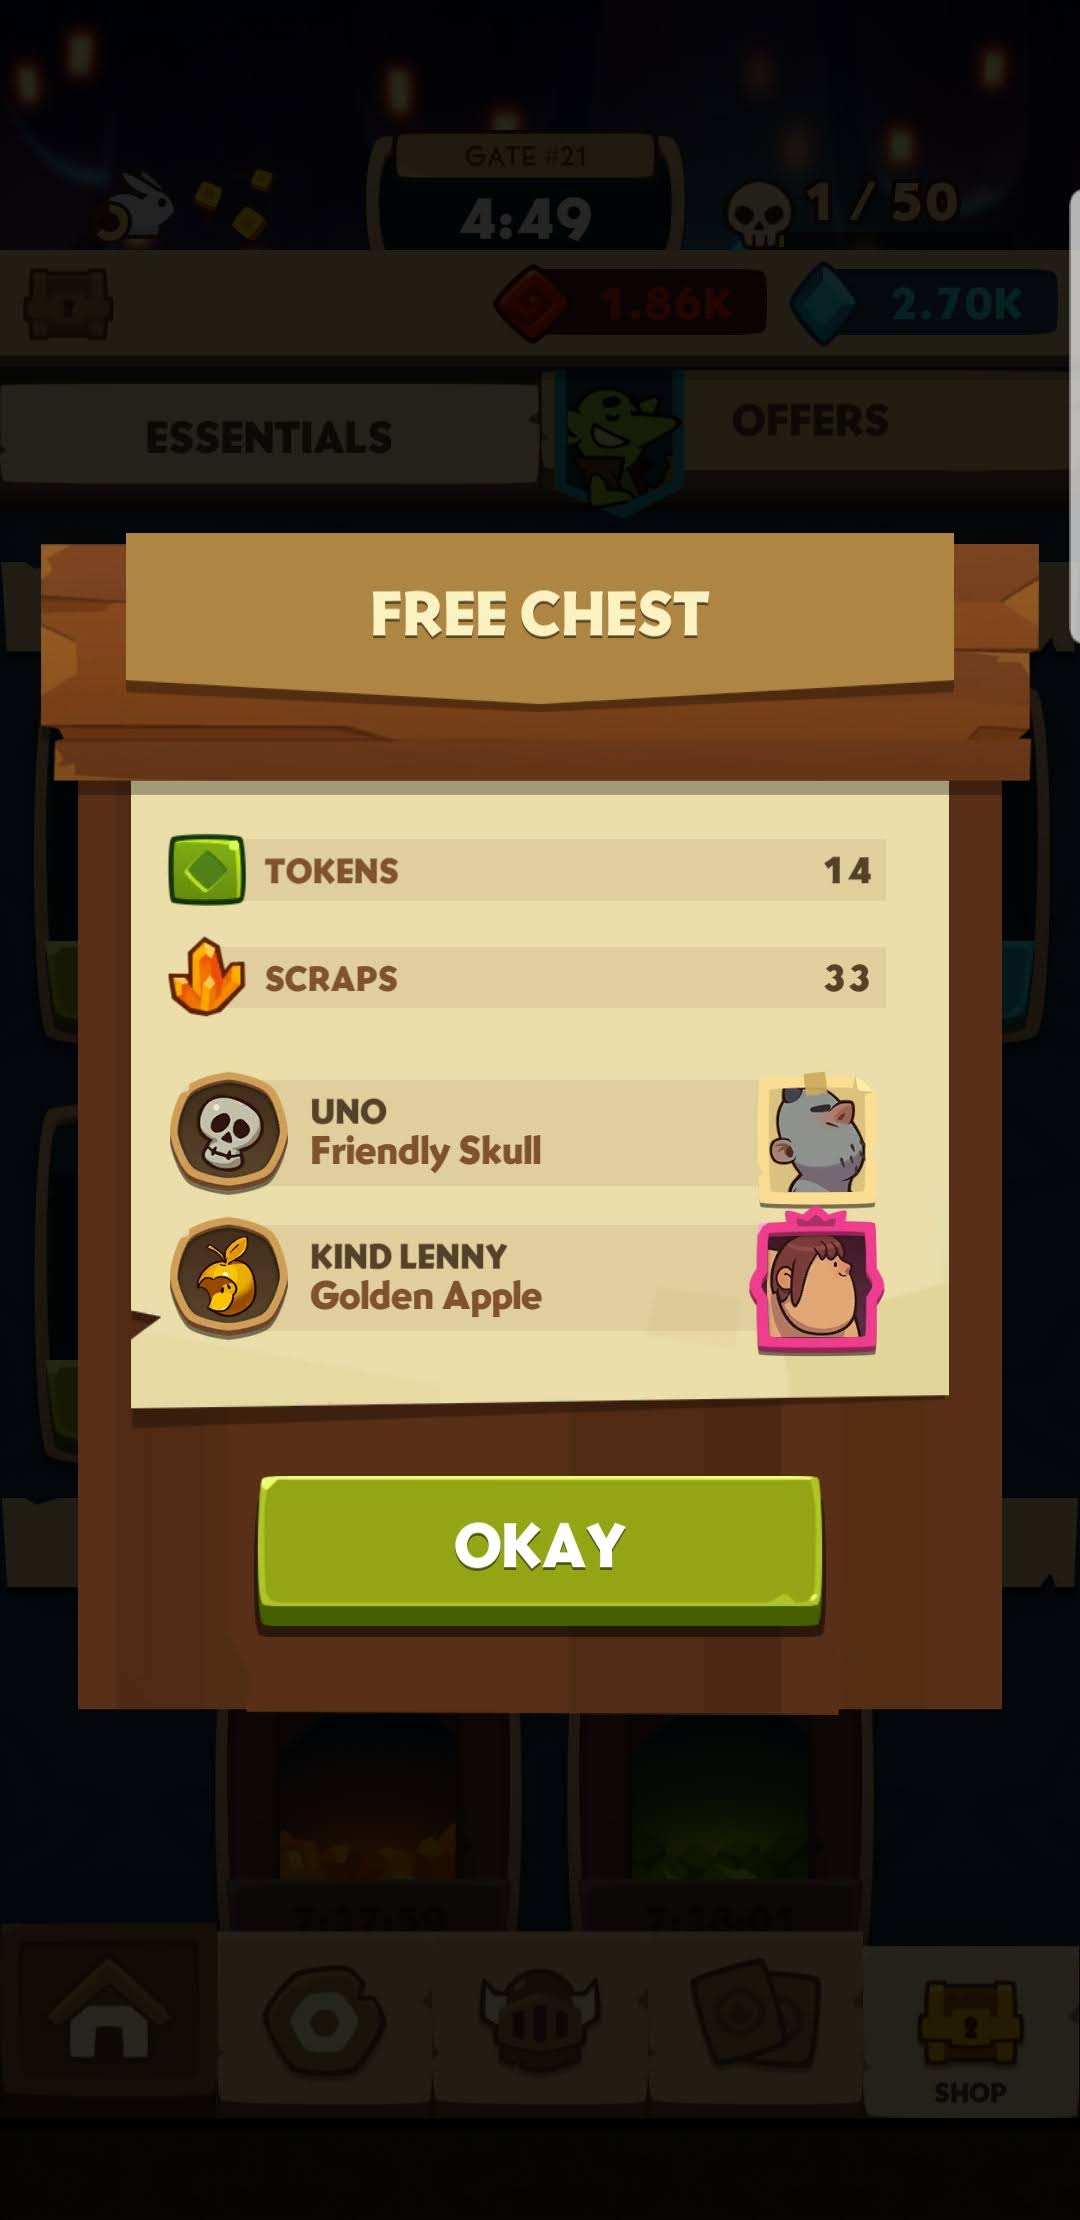 GATE #21
4:49
1 / 50
1.86K
2.70K
ESSENTIALS
OFFERS
FREE CHEST
TOKENS
14
SCRAPS
33
UNO
Friendly Skull
KIND LENNY
Golden Apple
OKAY
SHOP